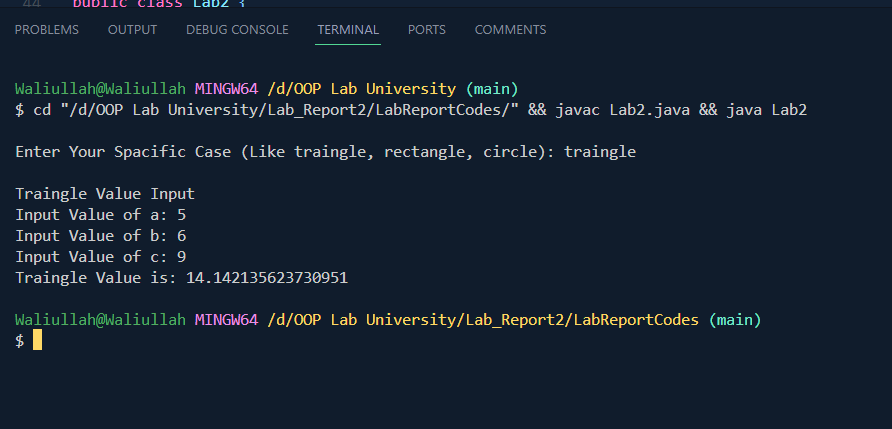 44 public class Lab2 {
PROBLEMS OUTPUT DEBUG CONSOLE TERMINAL PORTS COMMENTS
Waliullah@Waliullah MINGW64 /d/OOP Lab University (main)
$ cd "/d/OOP Lab University/Lab_Report2/LabReportCodes/" && javac Lab2.java && java Lab2
Enter Your Spacific Case (Like traingle, rectangle, circle): traingle
Traingle Value Input
Input Value of a: 5
Input Value of b: 6
Input Value of c: 9
Traingle Value is: 14.142135623730951
Waliullah@Waliullah MINGW64 /d/OOP Lab University/Lab_Report2/LabReportCodes (main)
$